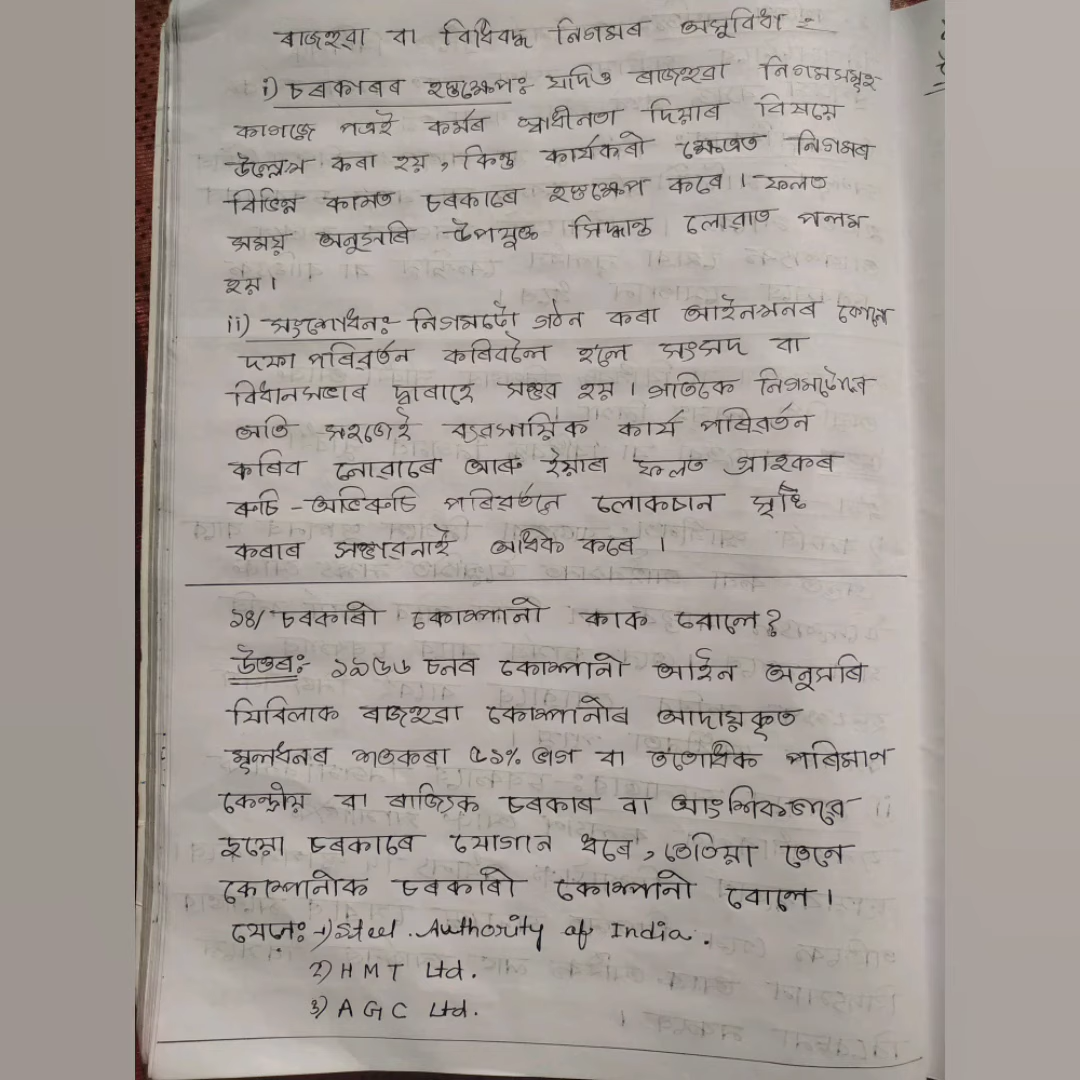 ৰাজহুৱা বা বিধিবদ্ধ নিগমৰ অসুবিধা :-
i) চৰকাৰৰ হস্তক্ষেপঃ যদিও ৰাজহুৱা নিগমসমূহ
কাগজে পত্ৰই কৰ্মৰ স্বাধীনতা দিয়াৰ বিষয়ে
উল্লেখ কৰা হয়, কিন্তু কাৰ্যকৰী ক্ষেত্ৰত নিগমৰ
বিভিন্ন কামত চৰকাৰে হস্তক্ষেপ কৰে। ফলত
সময় অনুসৰি উপযুক্ত সিদ্ধান্ত লোৱাত পলম
হয়।
ii) সংশোধনঃ নিগমটো গঠন কৰা আইনখনৰ কোনো
দফা পৰিৱৰ্তন কৰিবলৈ হলে সংসদ বা
বিধানসভাৰ দ্বাৰাহে সম্ভৱ হয়। গতিকে নিগমটোৱে
অতি সহজেই ব্যৱসায়িক কাৰ্য পৰিৱৰ্তন
কৰিব নোৱাৰে আৰু ইয়াৰ ফলত গ্ৰাহকৰ
ৰুচি -অভিৰুচি পৰিৱৰ্তনে লোকচান সৃষ্টি
কৰাৰ সম্ভাৱনাই অধিক কৰে।
১৪/ চৰকাৰী কোম্পানী কাক বোলে?
উত্তৰঃ ১৯৫৬ চনৰ কোম্পানী আইন অনুসৰি
যিবিলাক ৰাজহুৱা কোম্পানীৰ আদায়কৃত
মূলধনৰ শতকৰা ৫১% ভাগ বা ততোধিক পৰিমাণ
কেন্দ্ৰীয় বা ৰাজ্যিক চৰকাৰ বা আংশিকভাৱে
দুয়ো চৰকাৰে যোগান ধৰে, তেতিয়া তেনে
কোম্পানীক চৰকাৰী কোম্পানী বোলে।
যেনেঃ 1) Steel. Authority of India.
2) HMT Ltd.
3) AGC Ltd.